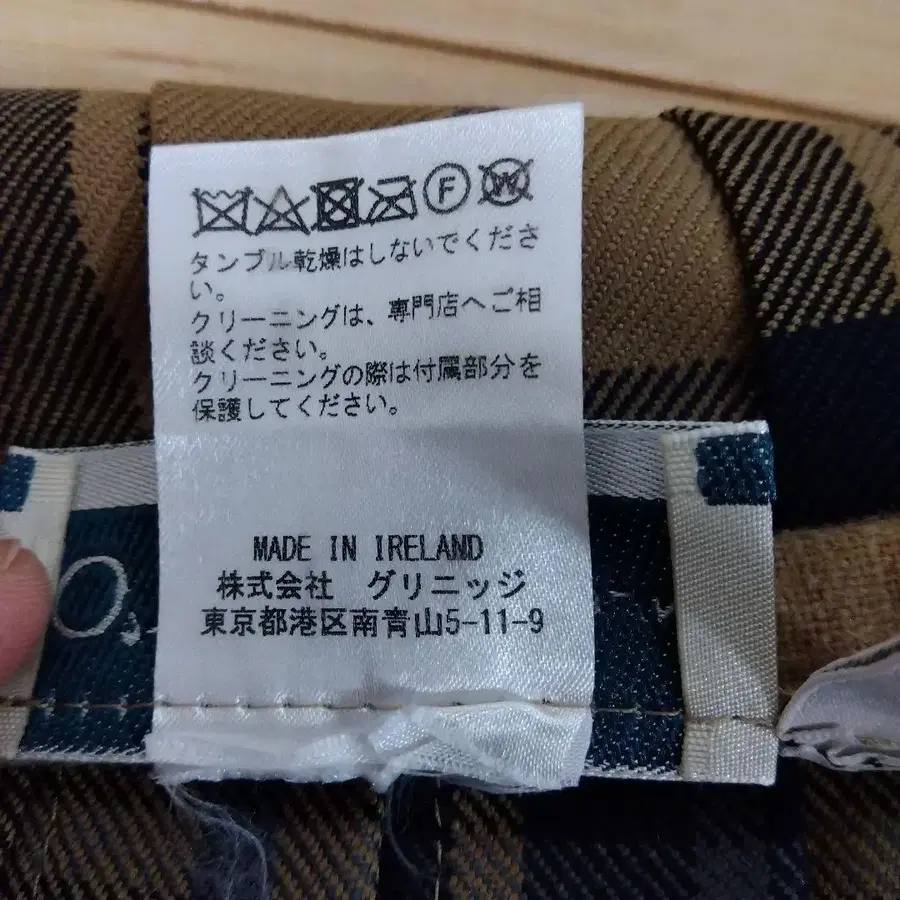 F W
タンブル乾燥はしないでくださ
い。
クリーニングは、専門店へご相
談ください。
クリーニングの際は付属部分を
保護してください。
MADE IN IRELAND
株式会社 グリニッジ
東京都港区南青山5-11-9